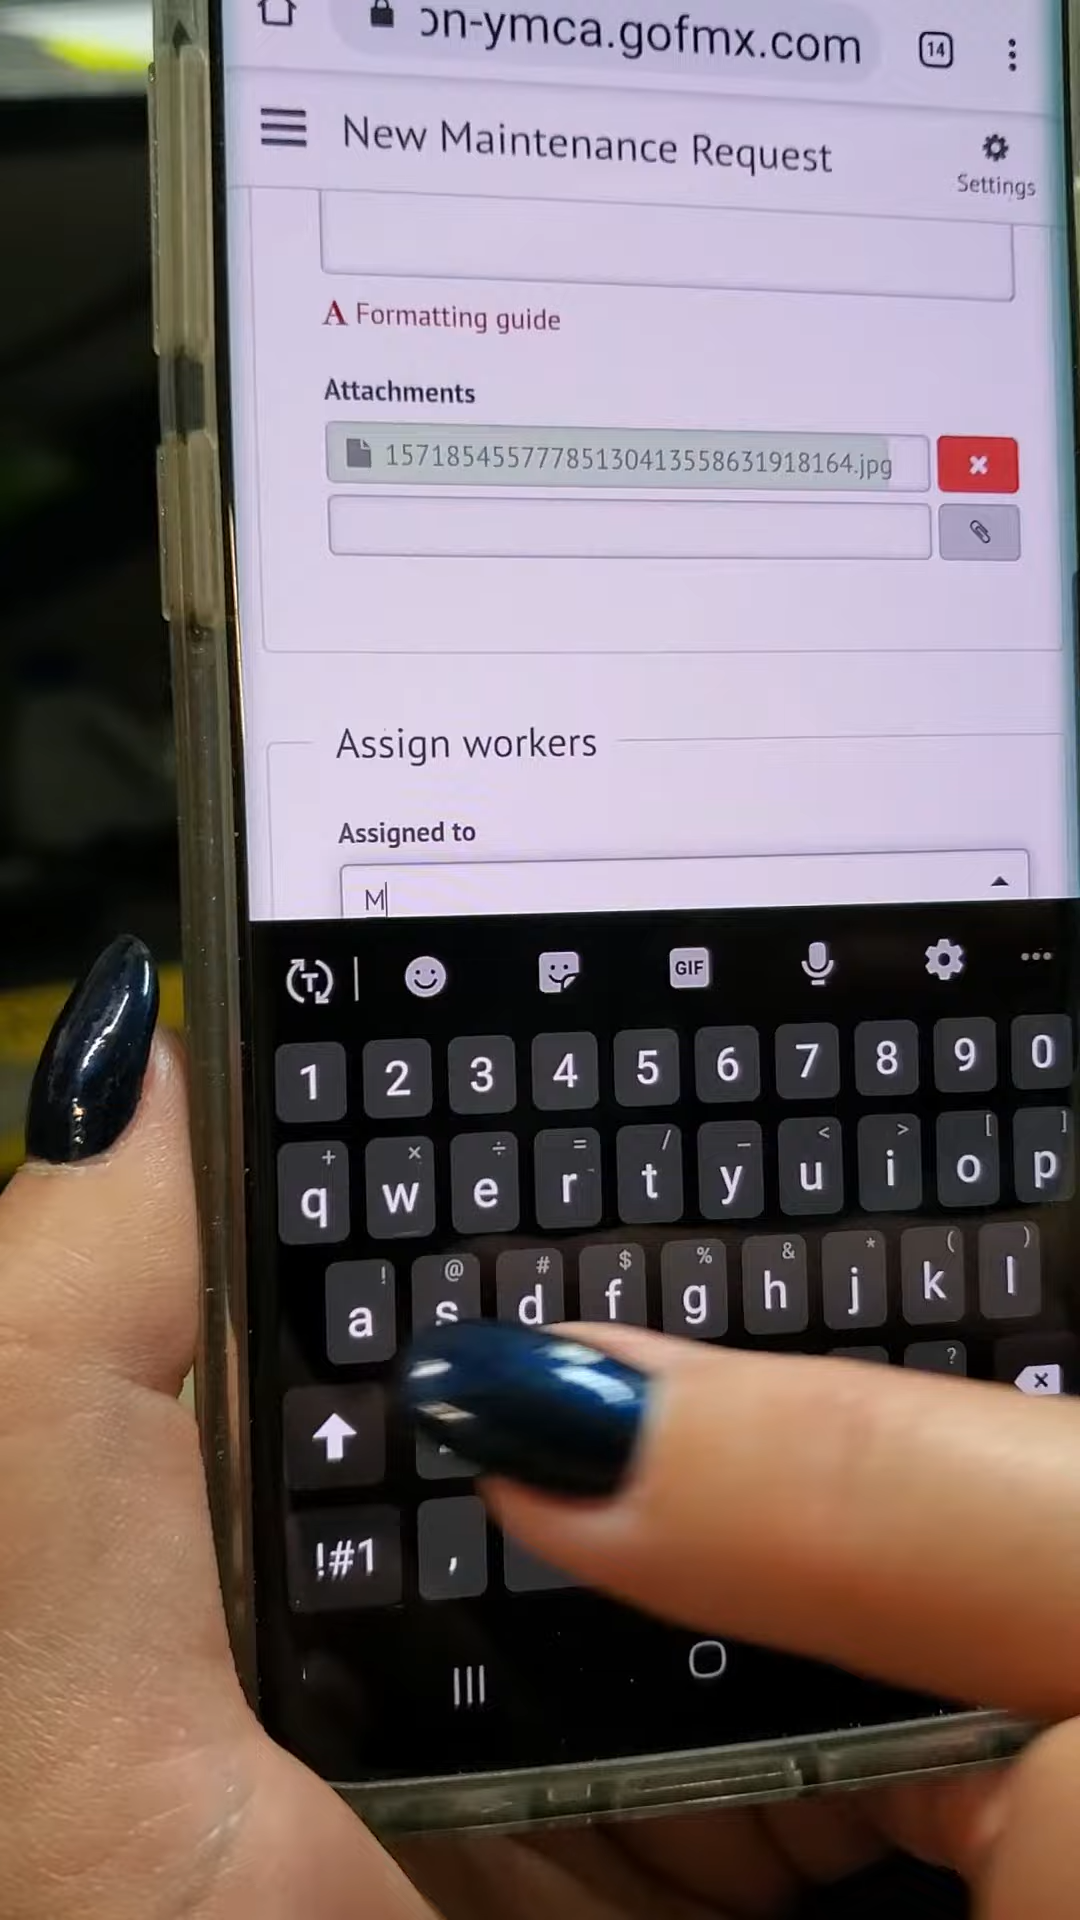 on-ymca.gofmx.com
14
New Maintenance Request
Settings
A Formatting guide
Attachments
15718545577785130413558631918164.jpg
Assign workers
Assigned to
M
T
GIF
1 2 3 4 5 6 7 8 9 0
+ × ÷ = / _ < > [ ]
q w e r t y u i o p
! @ # $ % & * ( )
a s d f g h j k l
?
!#1 ,